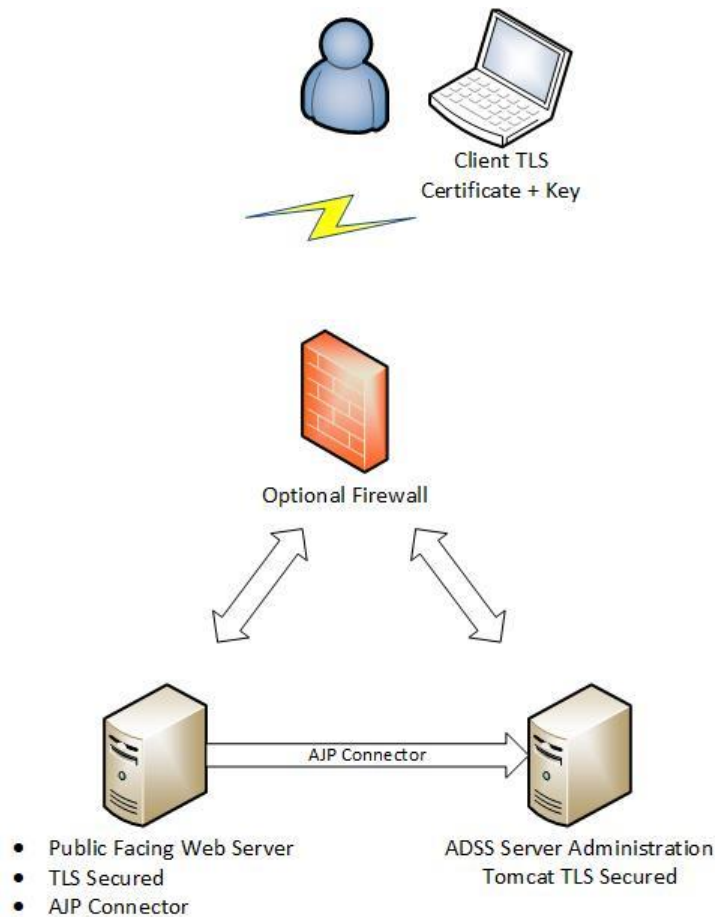 Client TLS
Certificate + Key
Optional Firewall
AJP Connector
• Public Facing Web Server
• TLS Secured
• AJP Connector
ADSS Server Administration
Tomcat TLS Secured